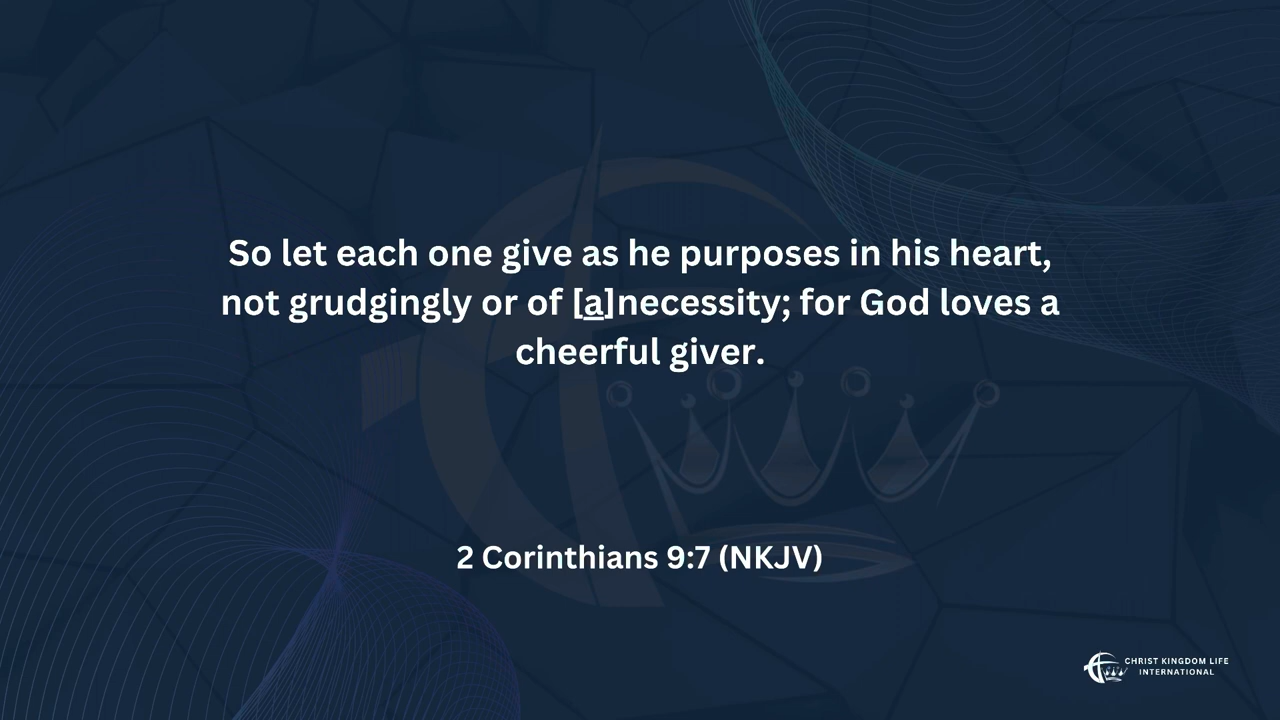 So let each one give as he purposes in his heart,
not grudgingly or of [a]necessity; for God loves a
cheerful giver.
2 Corinthians 9:7 (NKJV)
CHRIST KINGDOM LIFE
INTERNATIONAL